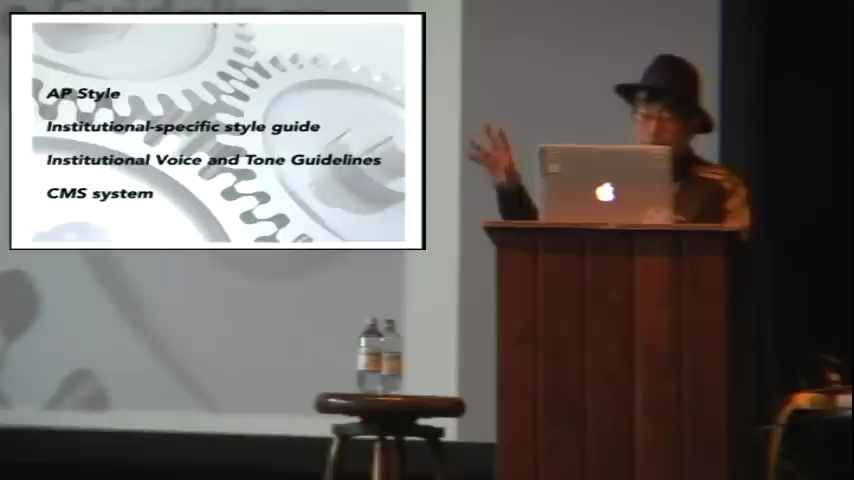 AP Style
Institutional-specific style guide
Institutional Voice and Tone Guidelines
CMS system